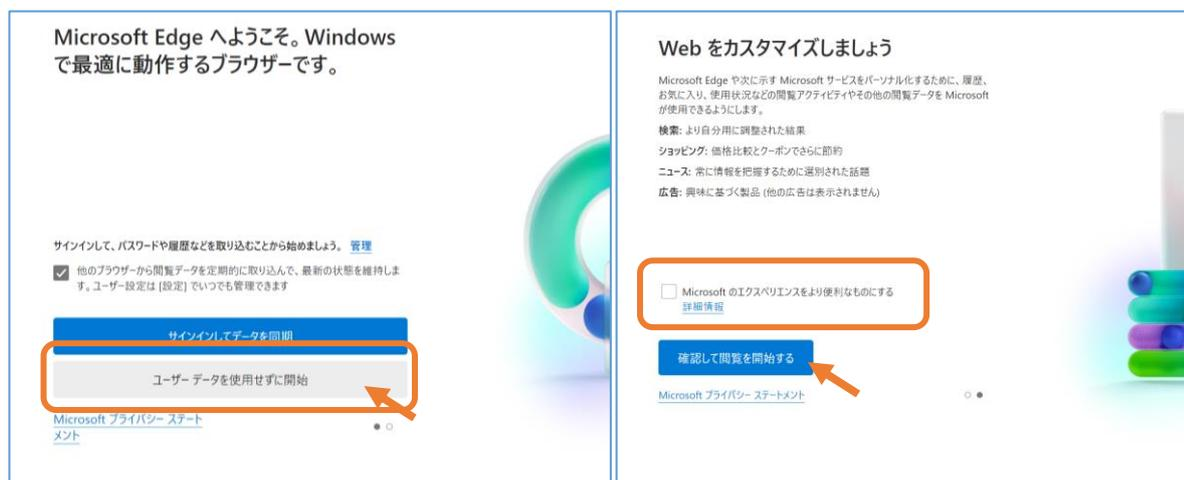 Microsoft Edge へようこそ。Windows
で最適に動作するブラウザーです。
サインインして、パスワードや履歴などを取り込むことから始めましょう。 管理
他のブラウザーから閲覧データを定期的に取り込んで、最新の状態を維持しま
す。ユーザー設定は [設定] でいつでも管理できます
サインインしてデータを同期
ユーザー データを使用せずに開始
Microsoft プライバシー ステート
メント
Web をカスタマイズしましょう
Microsoft Edge や次に示す Microsoft サービスをパーソナル化するために、履歴、
お気に入り、使用状況などの閲覧アクティビティやその他の閲覧データを Microsoft
が使用できるようにします。
検索: より自分用に調整された結果
ショッピング: 価格比較とクーポンでさらに節約
ニュース: 常に情報を把握するために選別された話題
広告: 興味に基づく製品 (他の広告は表示されません)
Microsoft のエクスペリエンスをより便利なものにする
詳細情報
確認して閲覧を開始する
Microsoft プライバシー ステートメント